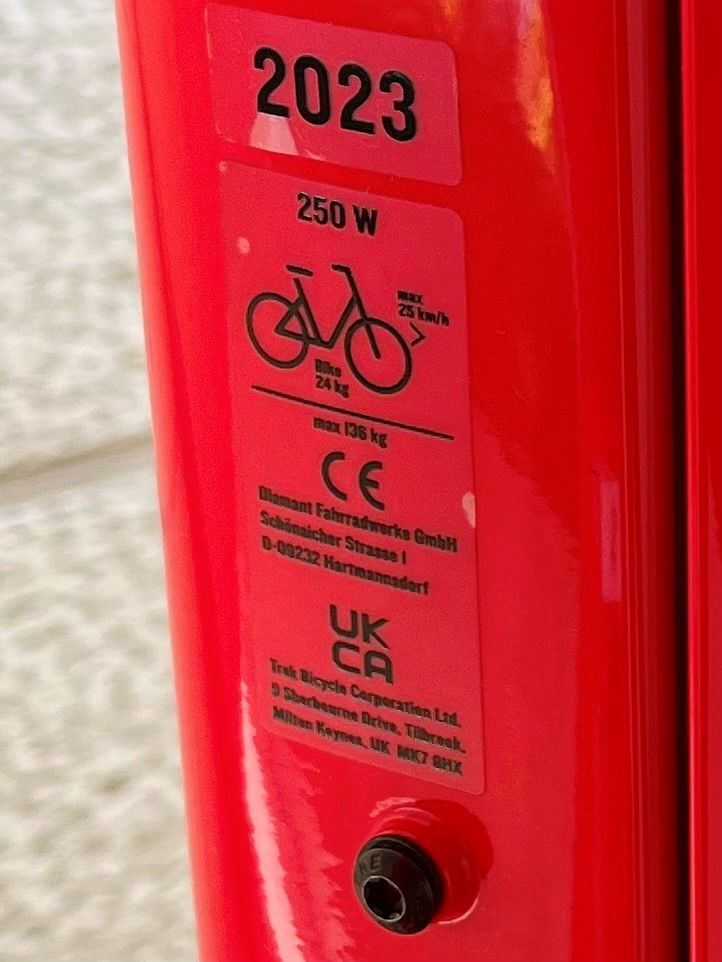 2023
250 W
max
25 km/h
Bike
24 kg
max 136 kg
CE
Diamant Fahrradwerke GmbH
Schönaicher Strasse 1
D-09232 Hartmannsdorf
UK
CA
Trek Bicycle Corporation Ltd.
9 Sherbourne Drive, Tilbrook,
Milton Keynes, UK MK7 8HX